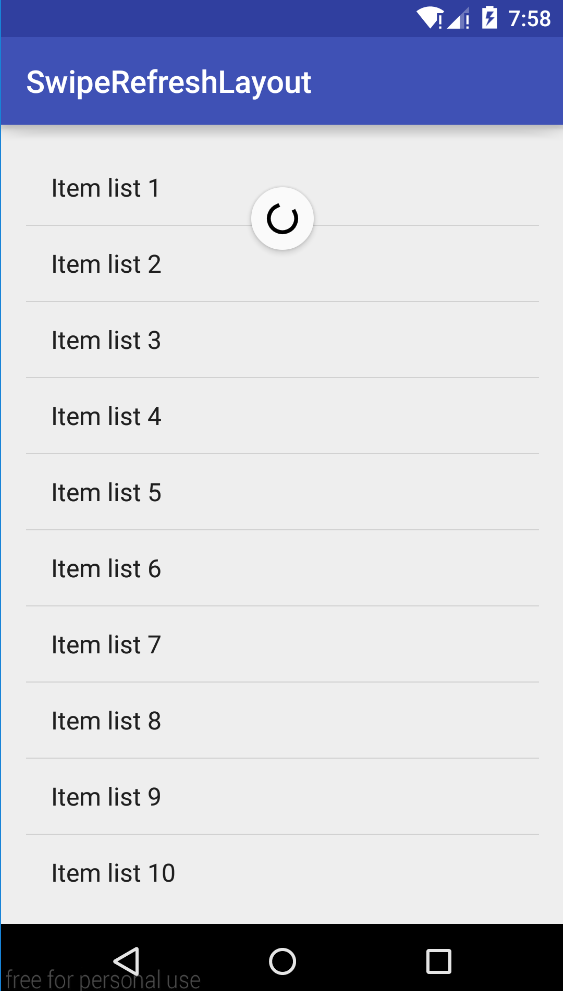 7:58
SwipeRefreshLayout
Item list 1
Item list 2
Item list 3
Item list 4
Item list 5
Item list 6
Item list 7
Item list 8
Item list 9
Item list 10
free for personal use